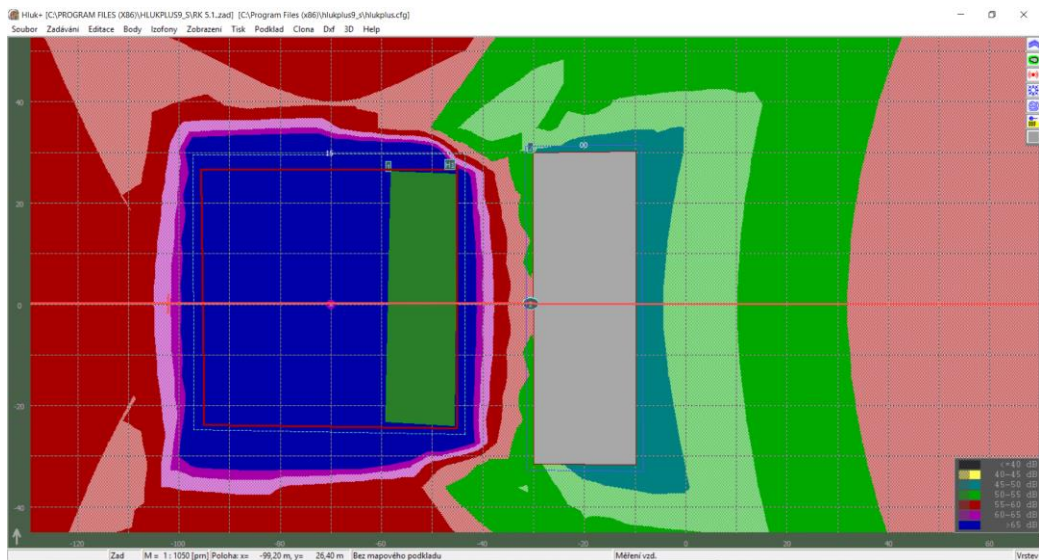 Hluk+ [C:\PROGRAM FILES (X86)\HLUKPLUS9_S\RK 5.1..zad] [C:\Program Files (x86)\hlukplus9_s\hlukplus.cfg]
Soubor Zadávání Editace Body Izofony Zobrazení Tisk Podklad Clona Dxf 3D Help
40
20
0
-20
-40
15
00
<=40 dB
40-45 dB
45-50 dB
50-55 dB
55-60 dB
60-65 dB
>65 dB
-120 -100 -80 -60 -40 -20 0 20 40 60
Zad M = 1 : 1050 [prn] Poloha: x= -99,20 m, y= 26,40 m Bez mapového podkladu Měření vzd. Vrstev